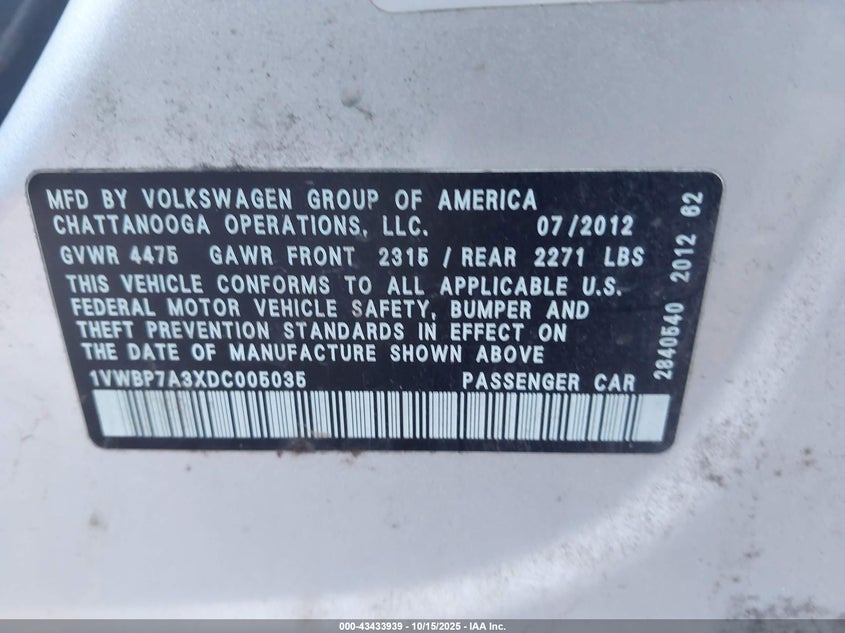 MFD BY VOLKSWAGEN GROUP OF AMERICA
CHATTANOOGA OPERATIONS, LLC. 07/2012
GVWR 4475 GAWR FRONT 2315 / REAR 2271 LBS
THIS VEHICLE CONFORMS TO ALL APPLICABLE U.S.
FEDERAL MOTOR VEHICLE SAFETY, BUMPER AND
THEFT PREVENTION STANDARDS IN EFFECT ON
THE DATE OF MANUFACTURE SHOWN ABOVE
1VWBP7A3XDC005035 PASSENGER CAR
2840540 2012 62
000-43433939 - 10/15/2025 - IAA Inc.